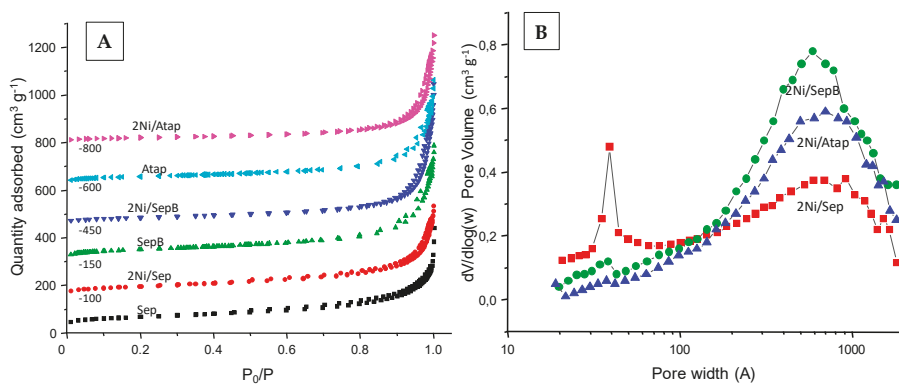 A
Quantity adsorbed (cm³ g⁻¹)
1200
1000
800
600
400
200
0
2Ni/Atap
-800
Atap
-600
2Ni/SepB
-450
SepB
-150
2Ni/Sep
-100
Sep
0
0.2
0.4
0.6
0.8
1.0
P₀/P
B
dV/dlog(w) Pore Volume (cm³ g⁻¹)
0,8
0,6
0,4
0,2
0,0
2Ni/SepB
2Ni/Atap
2Ni/Sep
10
100
1000
Pore width (A)